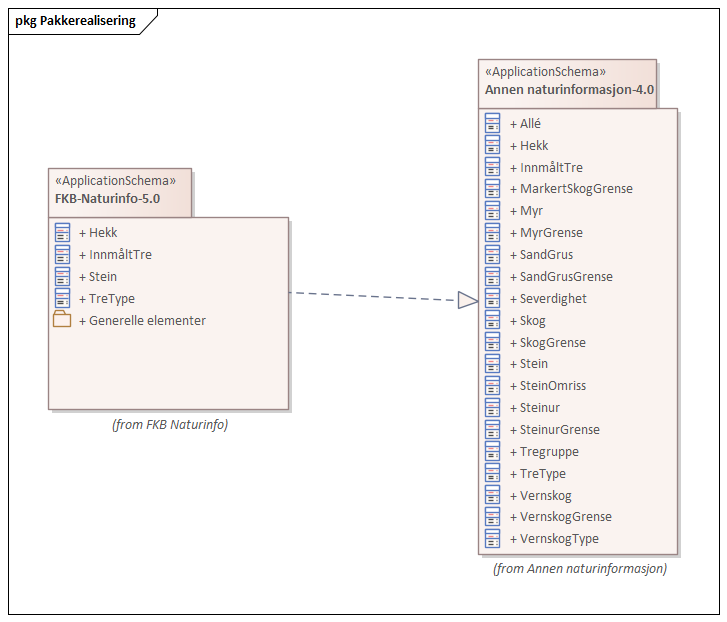 pkg Pakkerealisering
«ApplicationSchema»
FKB-Naturinfo-5.0
+ Hekk
+ InnmåltTre
+ Stein
+ TreType
+ Generelle elementer
(from FKB Naturinfo)
«ApplicationSchema»
Annen naturinformasjon-4.0
+ Allé
+ Hekk
+ InnmåltTre
+ MarkertSkogGrense
+ Myr
+ MyrGrense
+ SandGrus
+ SandGrusGrense
+ Severdighet
+ Skog
+ SkogGrense
+ Stein
+ SteinOmriss
+ Steinur
+ SteinurGrense
+ Tregruppe
+ TreType
+ Vernskog
+ VernskogGrense
+ VernskogType
(from Annen naturinformasjon)